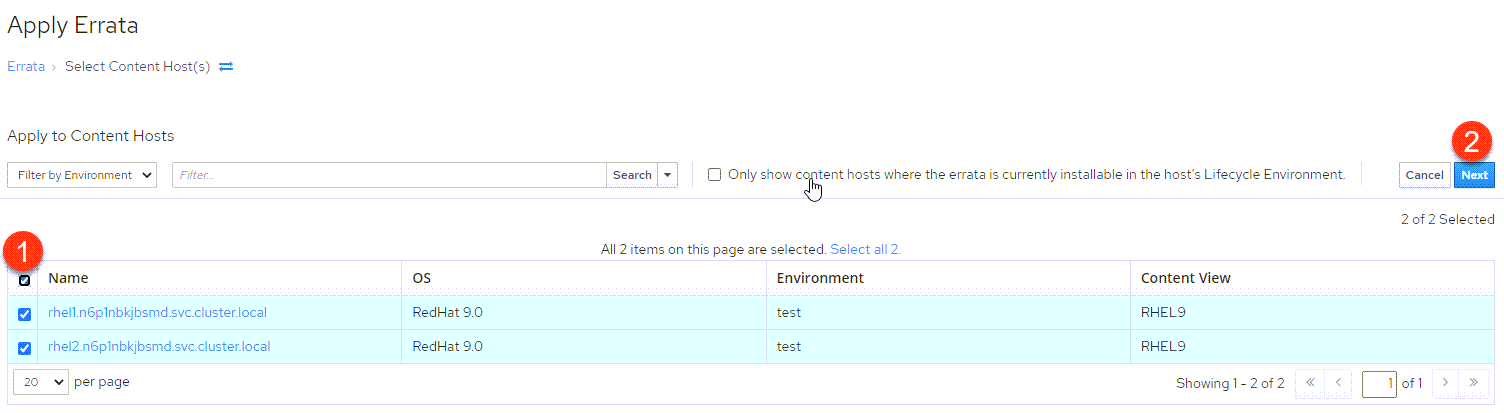 Apply Errata
Errata › Select Content Host(s)
Apply to Content Hosts
2
Filter by Environment Filter... Search Only show content hosts where the errata is currently installable in the host's Lifecycle Environment. Cancel Next
2 of 2 Selected
1
All 2 items on this page are selected. Select all 2.
Name OS Environment Content View
rhel1.n6p1nbkjbsmd.svc.cluster.local RedHat 9.0 test RHEL9
rhel2.n6p1nbkjbsmd.svc.cluster.local RedHat 9.0 test RHEL9
20 per page Showing 1 - 2 of 2 « ‹ 1 of 1 › »